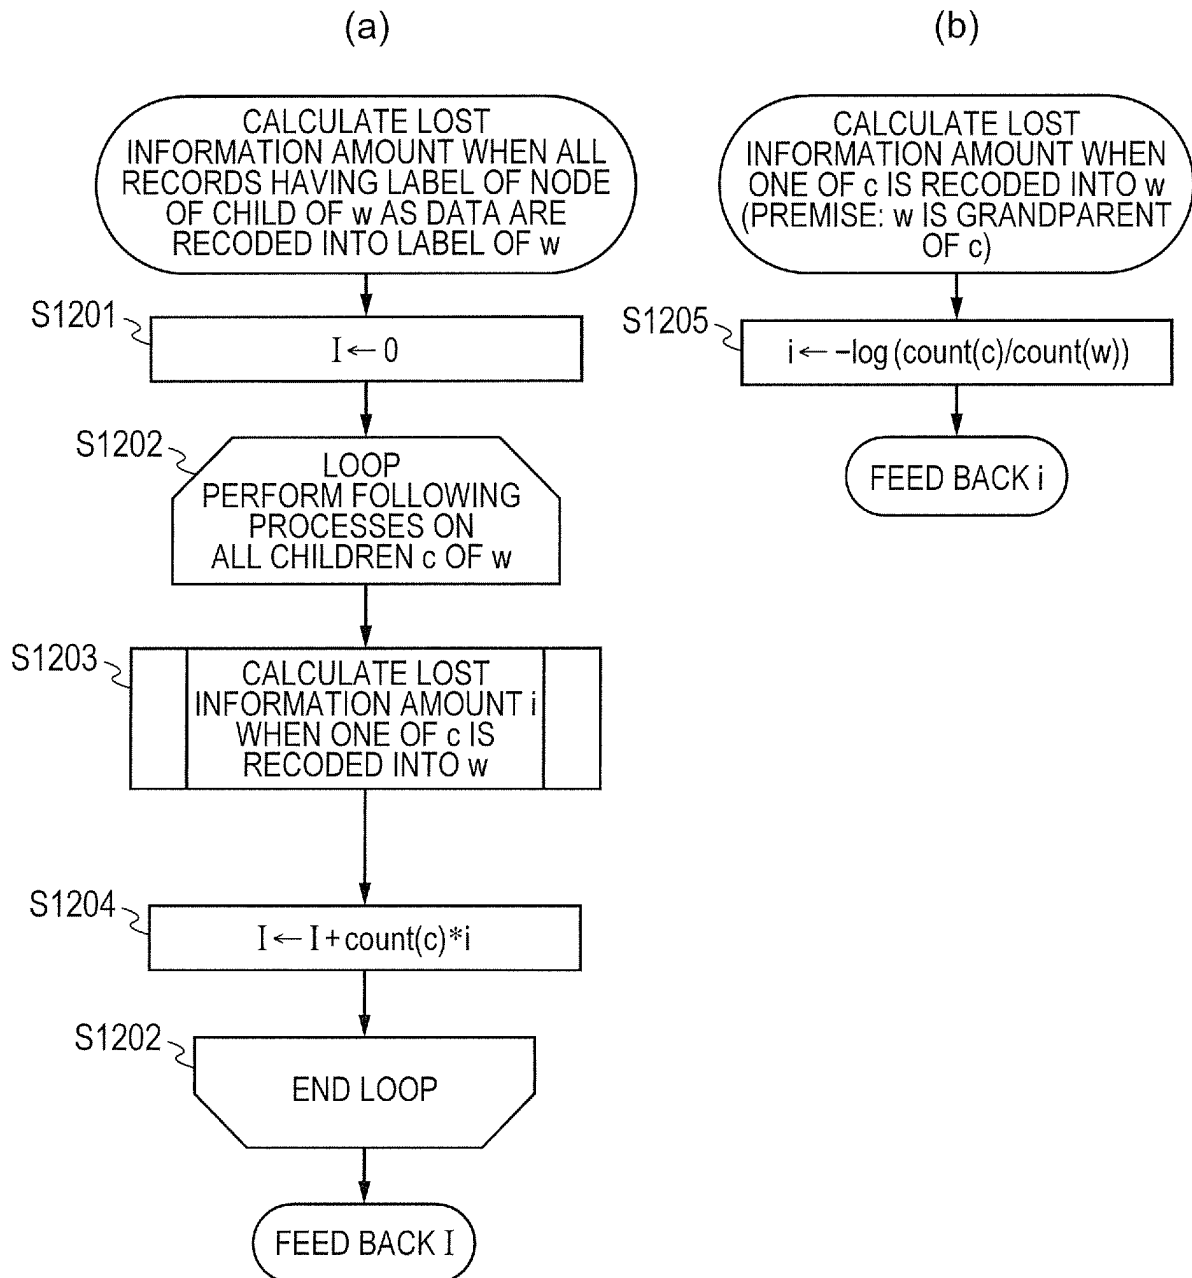 (a)
CALCULATE LOST
INFORMATION AMOUNT WHEN ALL
RECORDS HAVING LABEL OF NODE
OF CHILD OF w AS DATA ARE
RECODED INTO LABEL OF w
S1201
I ← 0
S1202
LOOP
PERFORM FOLLOWING
PROCESSES ON
ALL CHILDREN c OF w
S1203
CALCULATE LOST
INFORMATION AMOUNT i
WHEN ONE OF c IS
RECODED INTO w
S1204
I ← I + count(c)*i
S1202
END LOOP
FEED BACK I
(b)
CALCULATE LOST
INFORMATION AMOUNT WHEN
ONE OF c IS RECODED INTO w
(PREMISE: w IS GRANDPARENT
OF c)
S1205
i ← −log (count(c)/count(w))
FEED BACK i